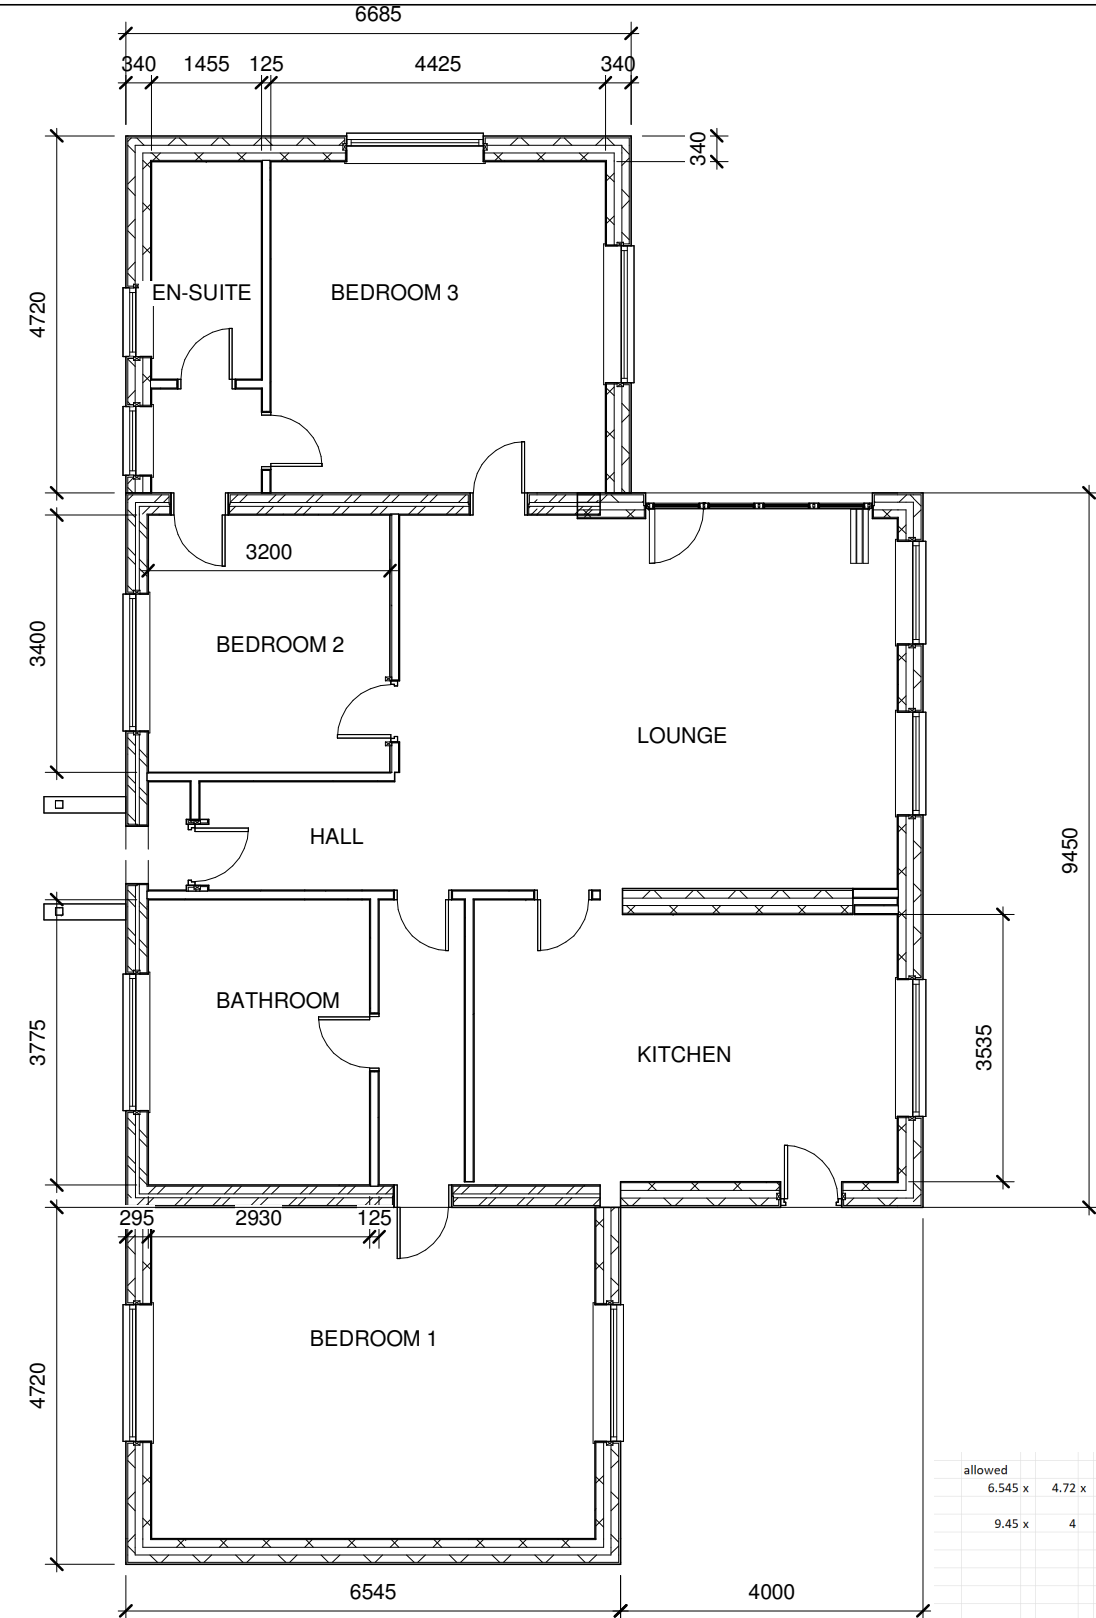 6685
340 1455 125 4425 340
340
EN-SUITE BEDROOM 3
4720
3200
BEDROOM 2
3400
LOUNGE
HALL
9450
BATHROOM
3775
KITCHEN
3535
295 2930 125
BEDROOM 1
4720
allowed
6.545 x 4.72 x
9.45 x 4
6545 4000